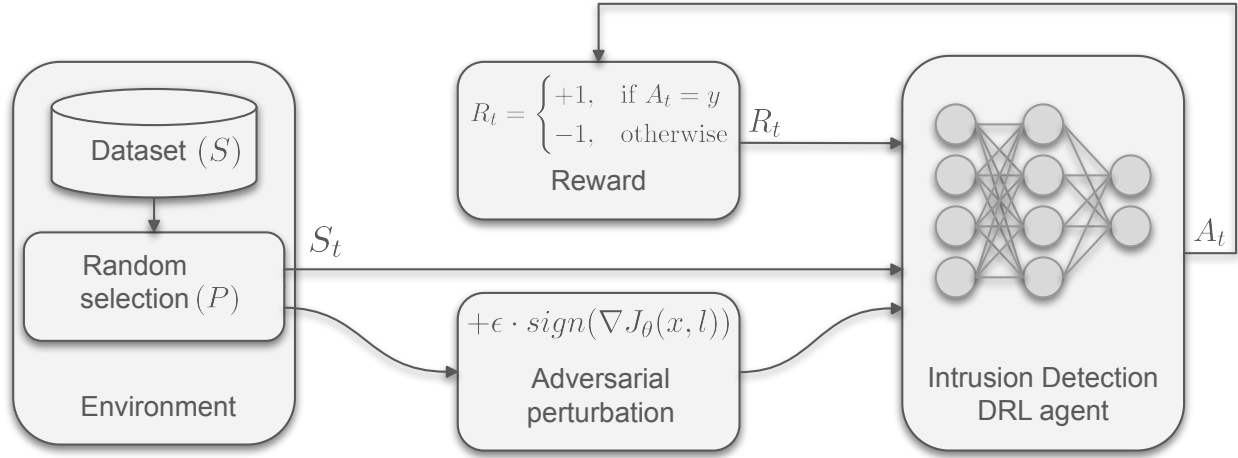 Dataset (S)
Random
selection (P)
Environment
S_t
R_t = { +1, if A_t = y
−1, otherwise
Reward
R_t
+ϵ · sign(∇J_θ(x, l))
Adversarial
perturbation
A_t
Intrusion Detection
DRL agent